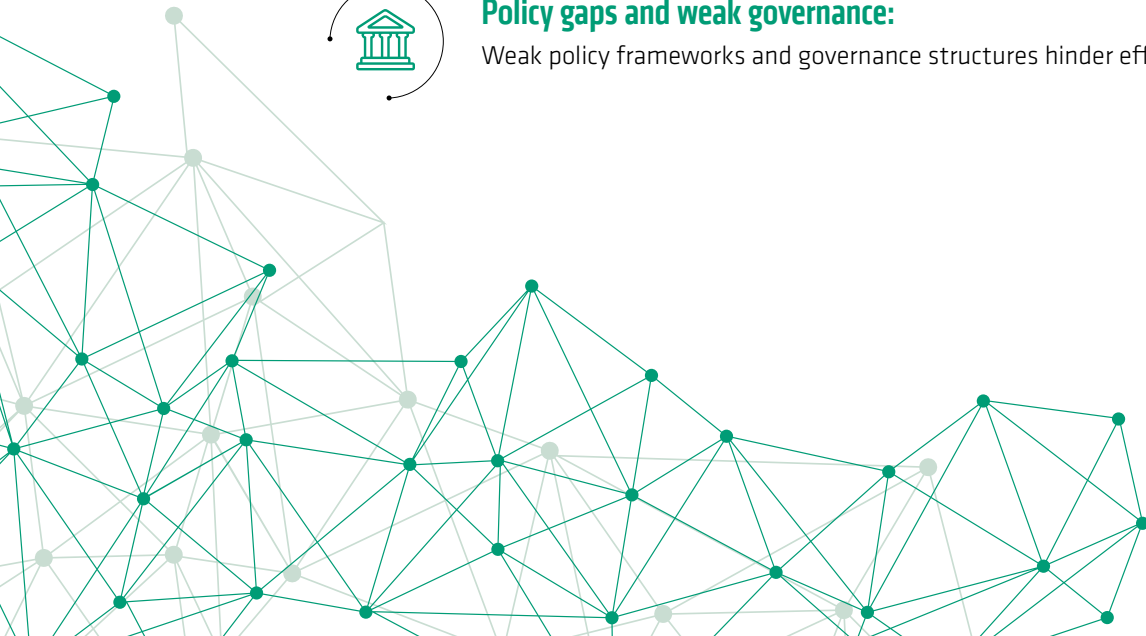 Policy gaps and weak governance:
Weak policy frameworks and governance structures hinder